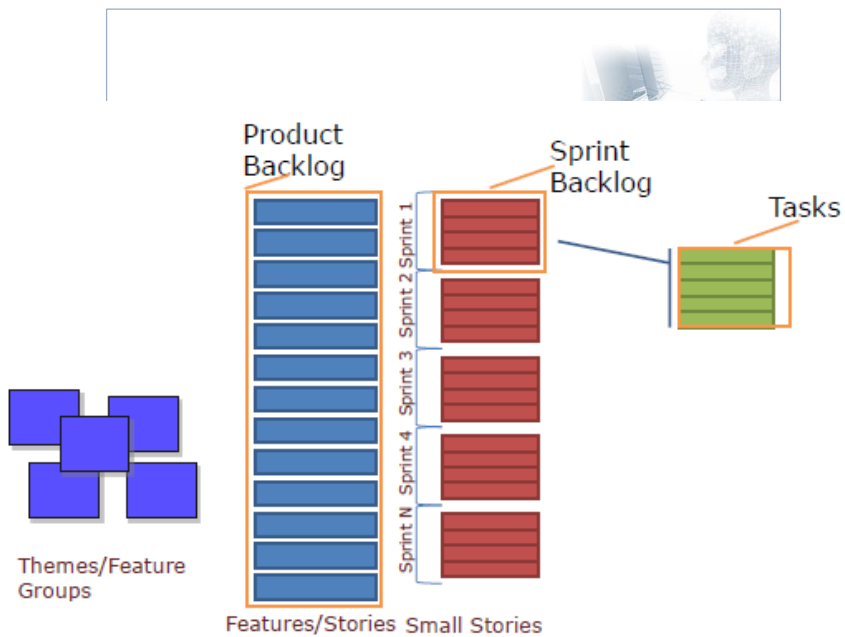 Product
Backlog
Sprint
Backlog
Tasks
Sprint 1
Sprint 2
Sprint 3
Sprint 4
Sprint N
Themes/Feature
Groups
Features/Stories
Small Stories